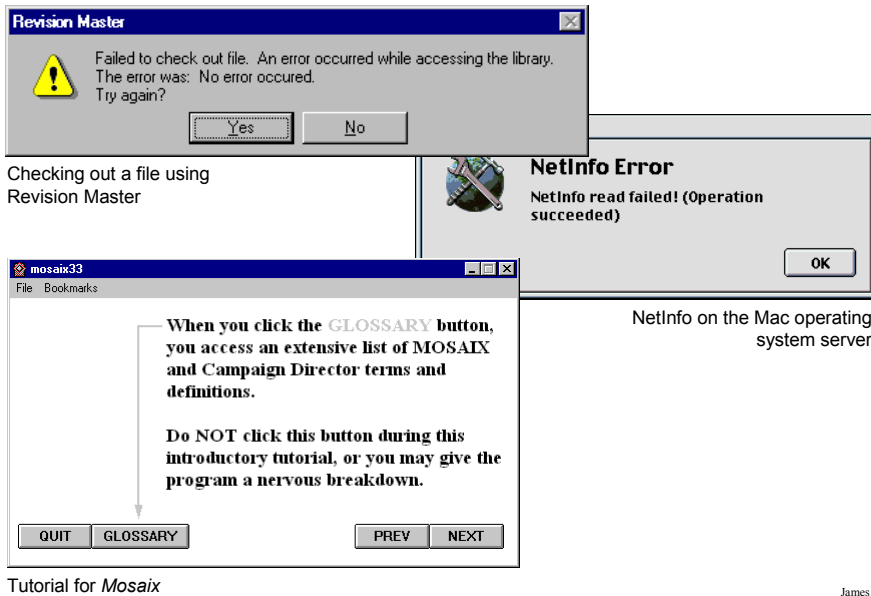 Revision Master
Failed to check out file. An error occurred while accessing the library.
The error was: No error occured.
Try again?
Yes
No
Checking out a file using
Revision Master
NetInfo Error
NetInfo read failed! (Operation
succeeded)
OK
NetInfo on the Mac operating
system server
mosaix33
File Bookmarks
When you click the GLOSSARY button,
you access an extensive list of MOSAIX
and Campaign Director terms and
definitions.
Do NOT click this button during this
introductory tutorial, or you may give the
program a nervous breakdown.
QUIT GLOSSARY PREV NEXT
Tutorial for Mosaix
James